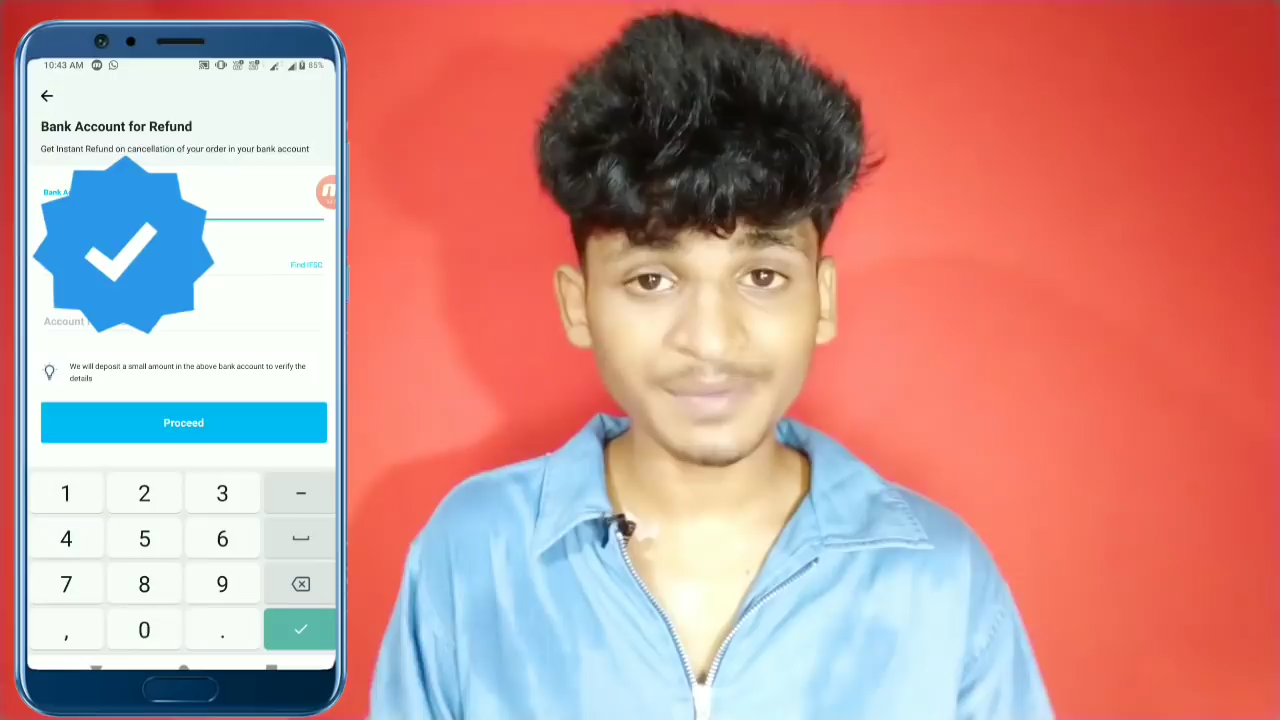 10:43 AM
85%
Bank Account for Refund
Get Instant Refund on cancellation of your order in your bank account
Bank
Find IFSC
Account
We will deposit a small amount in the above bank account to verify the
details
Proceed
1 2 3 -
4 5 6
7 8 9
, 0 .